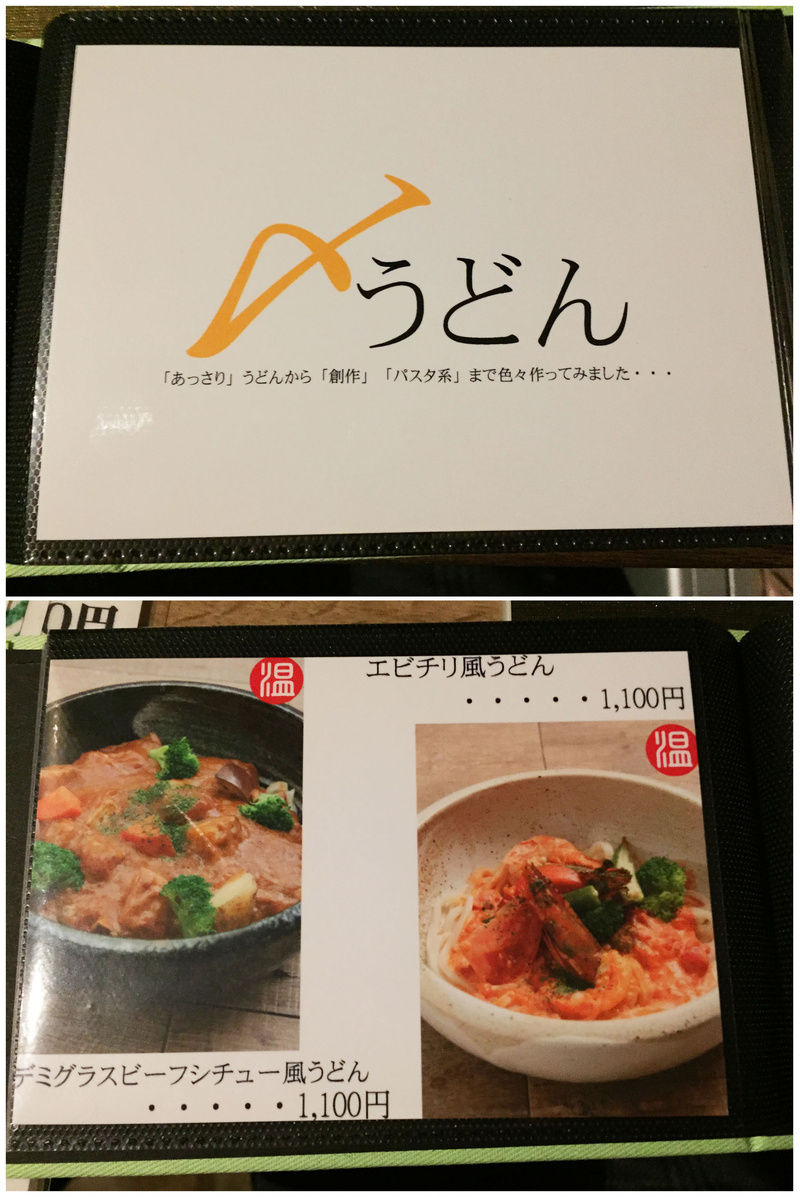 〆うどん
「あっさり」うどんから「創作」「パスタ系」まで色々作ってみました・・・
0円
温
エビチリ風うどん
・・・・・1,100円
温
デミグラスビーフシチュー風うどん
・・・・・1,100円